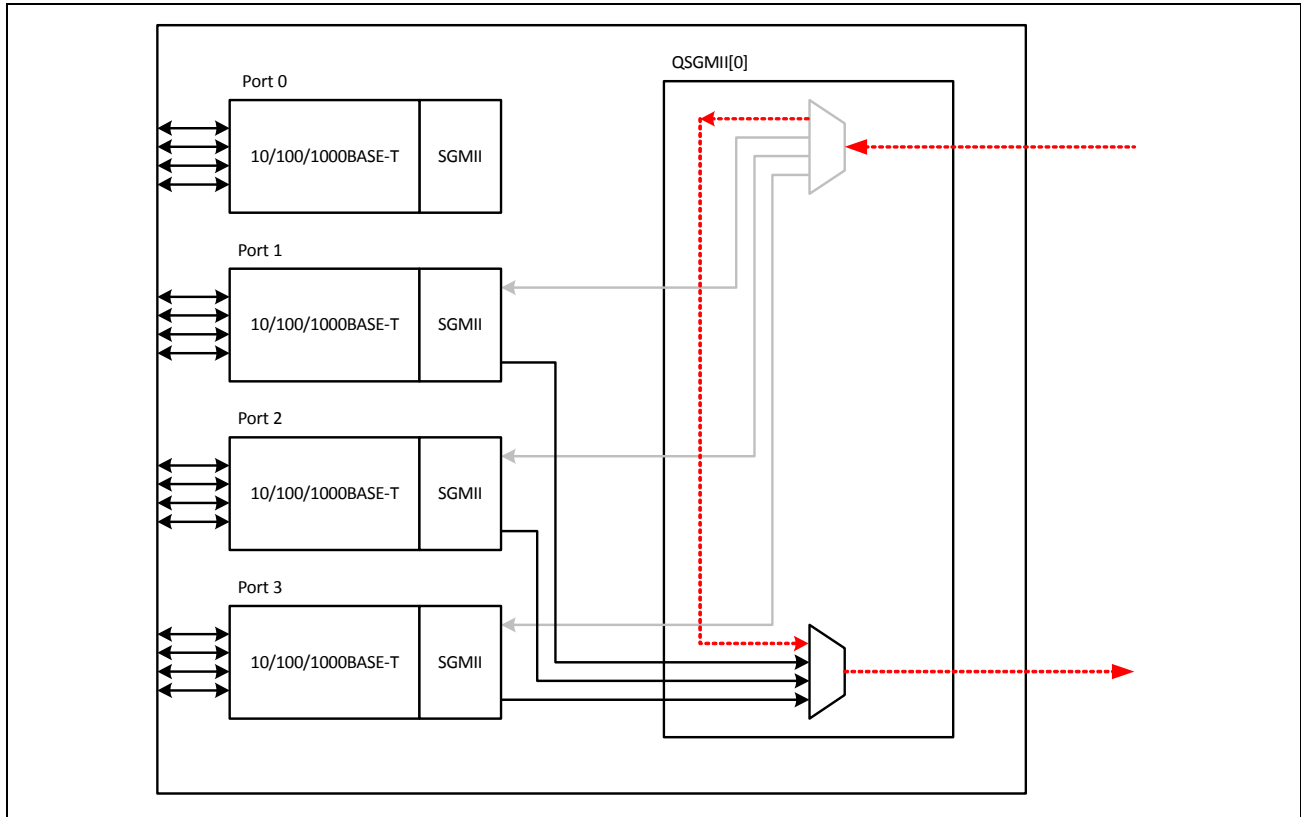 QSGMII[0]
Port 0
10/100/1000BASE-T SGMII
Port 1
10/100/1000BASE-T SGMII
Port 2
10/100/1000BASE-T SGMII
Port 3
10/100/1000BASE-T SGMII